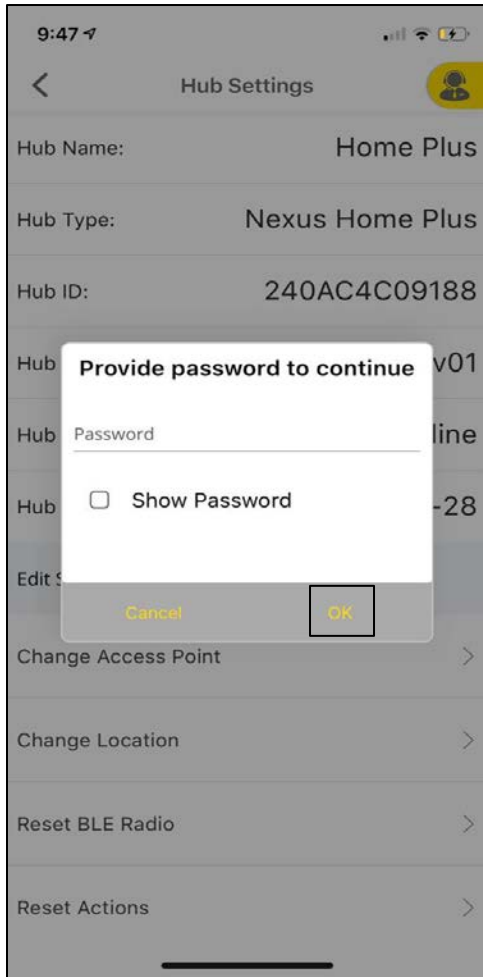 9:47
Hub Settings
Hub Name: Home Plus
Hub Type: Nexus Home Plus
Hub ID: 240AC4C09188
Hub v01
Provide password to continue
Hub line
Password
Hub -28
Show Password
Edit S
Cancel OK
Change Access Point
Change Location
Reset BLE Radio
Reset Actions